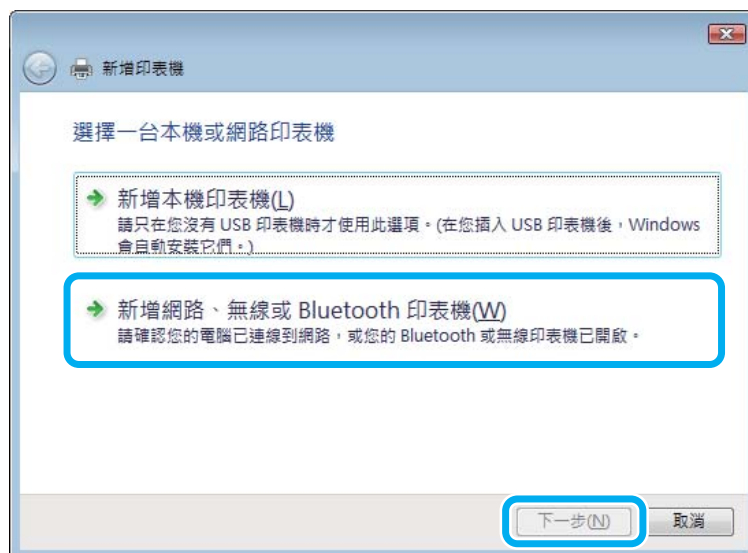 新增印表機
選擇一台本機或網路印表機
新增本機印表機(L)
請只在您沒有 USB 印表機時才使用此選項。(在您插入 USB 印表機後，Windows
會自動安裝它們。)
新增網路、無線或 Bluetooth 印表機(W)
請確認您的電腦已連線到網路，或您的 Bluetooth 或無線印表機已開啟。
下一步(N)
取消